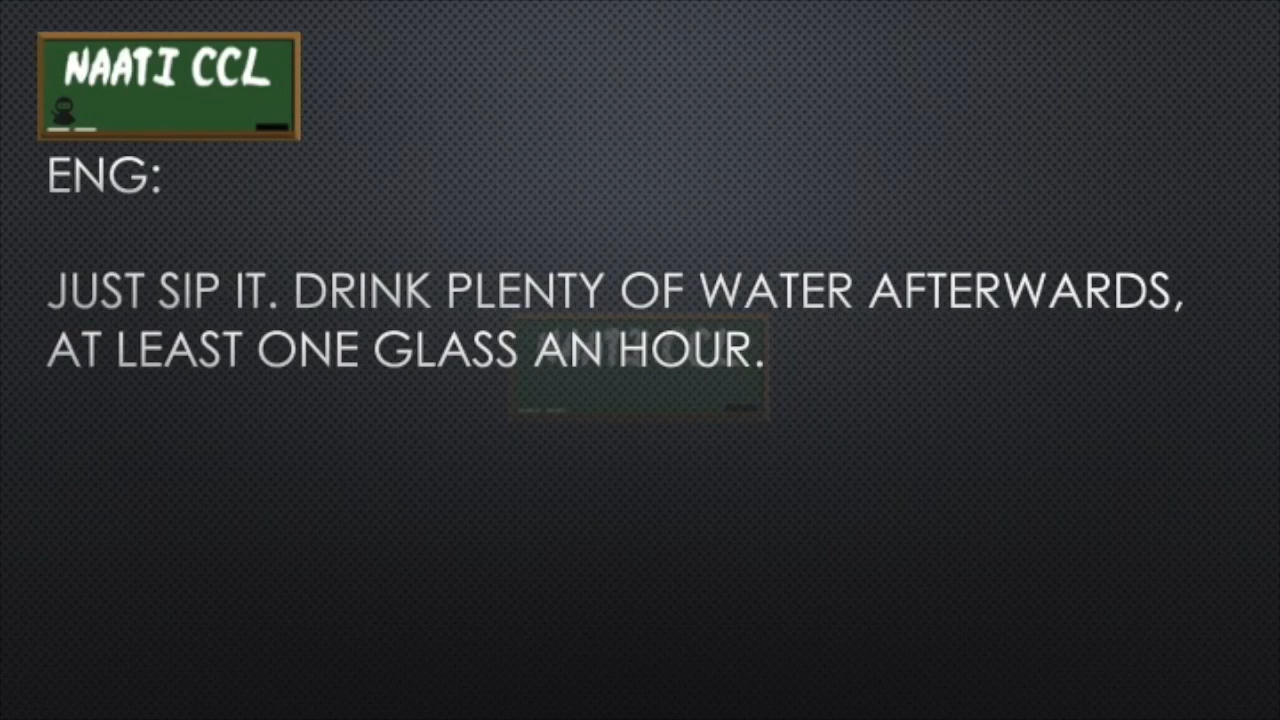 NAATI CCL
ENG:
JUST SIP IT. DRINK PLENTY OF WATER AFTERWARDS,
AT LEAST ONE GLASS AN HOUR.